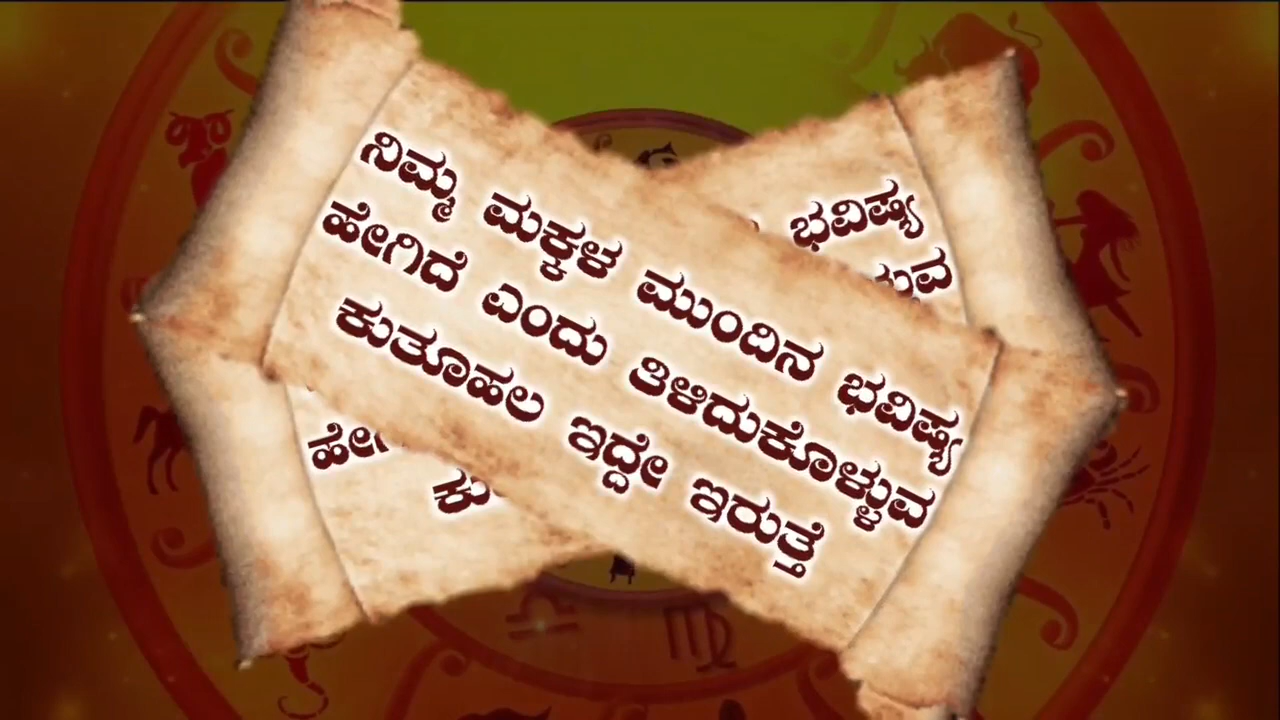 ನಿಮ್ಮ ಮಕ್ಕಳ ಮುಂದಿನ ಭವಿಷ್ಯ
ಹೇಗಿದೆ ಎಂದು ತಿಳಿದುಕೊಳ್ಳುವ
ಕುತೂಹಲ ಇದ್ದೇ ಇರುತ್ತೆ
ಭವಿಷ್ಯ